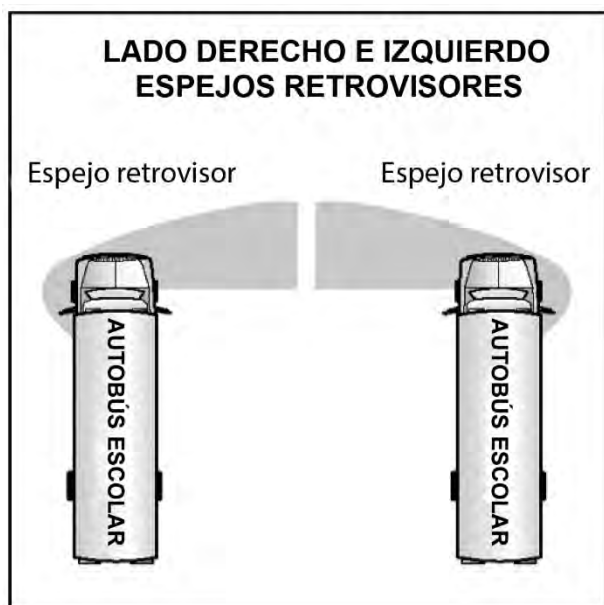 LADO DERECHO E IZQUIERDO
ESPEJOS RETROVISORES
Espejo retrovisor
Espejo retrovisor
AUTOBÚS ESCOLAR
AUTOBÚS ESCOLAR